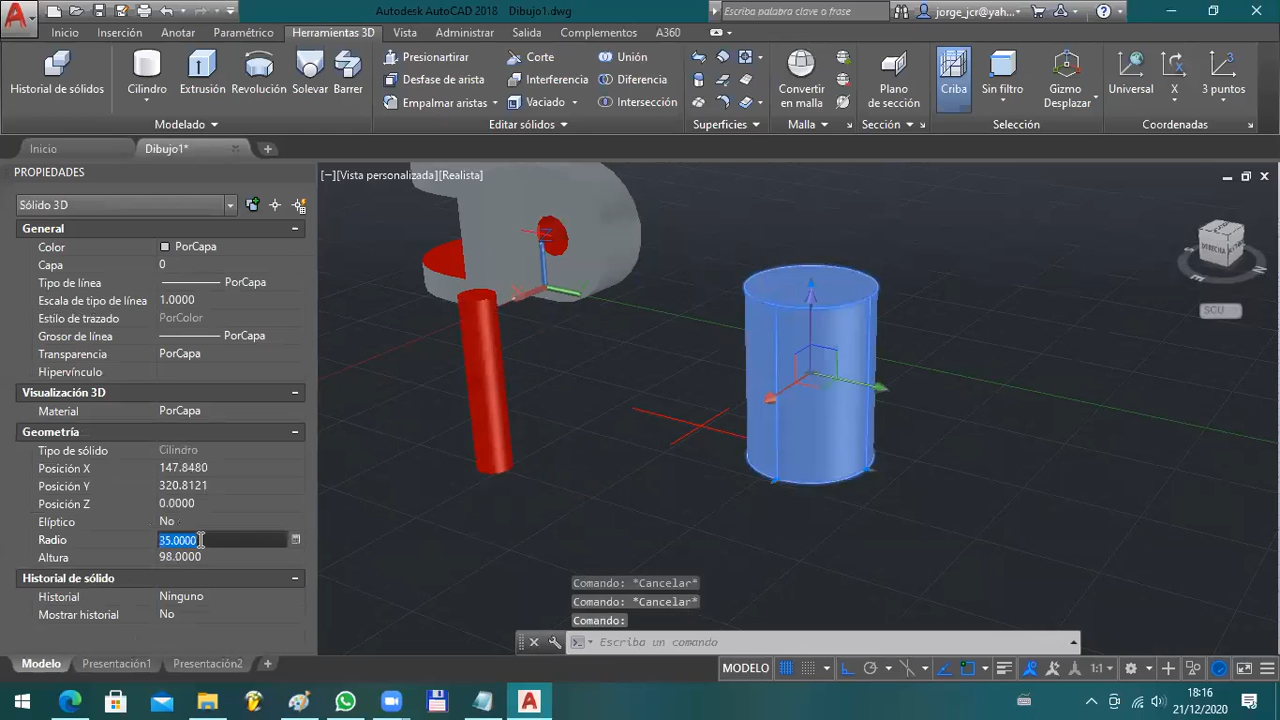 Autodesk AutoCAD 2018 Dibujo1.dwg
Escriba palabra clave o frase
jorge_jcr@yah...
Inicio Inserción Anotar Paramétrico Herramientas 3D Vista Administrar Salida Complementos A360
Historial de sólidos
Cilindro
Extrusión
Revolución
Solevar
Barrer
Presionartirar
Desfase de arista
Empalmar aristas
Corte
Interferencia
Vaciado
Unión
Diferencia
Intersección
Convertir
en malla
Plano
de sección
Criba
Sin filtro
Gizmo
Desplazar
Universal
X
3 puntos
Modelado
Editar sólidos
Superficies
Malla
Sección
Selección
Coordenadas
Inicio
Dibujo1*
PROPIEDADES
[−][Vista personalizada][Realista]
Sólido 3D
General
Color PorCapa
Capa 0
Tipo de línea PorCapa
Escala de tipo de línea 1.0000
Estilo de trazado PorColor
Grosor de línea PorCapa
Transparencia PorCapa
Hipervínculo
Visualización 3D
Material PorCapa
Geometría
Tipo de sólido Cilindro
Posición X 147.8480
Posición Y 320.8121
Posición Z 0.0000
Elíptico No
Radio 35.0000
Altura 98.0000
Historial de sólido
Historial Ninguno
Mostrar historial No
DERECHA
SCU
Comando: *Cancelar*
Comando: *Cancelar*
Comando:
Escriba un comando
Modelo Presentación1 Presentación2
MODELO
1:1
18:16
21/12/2020